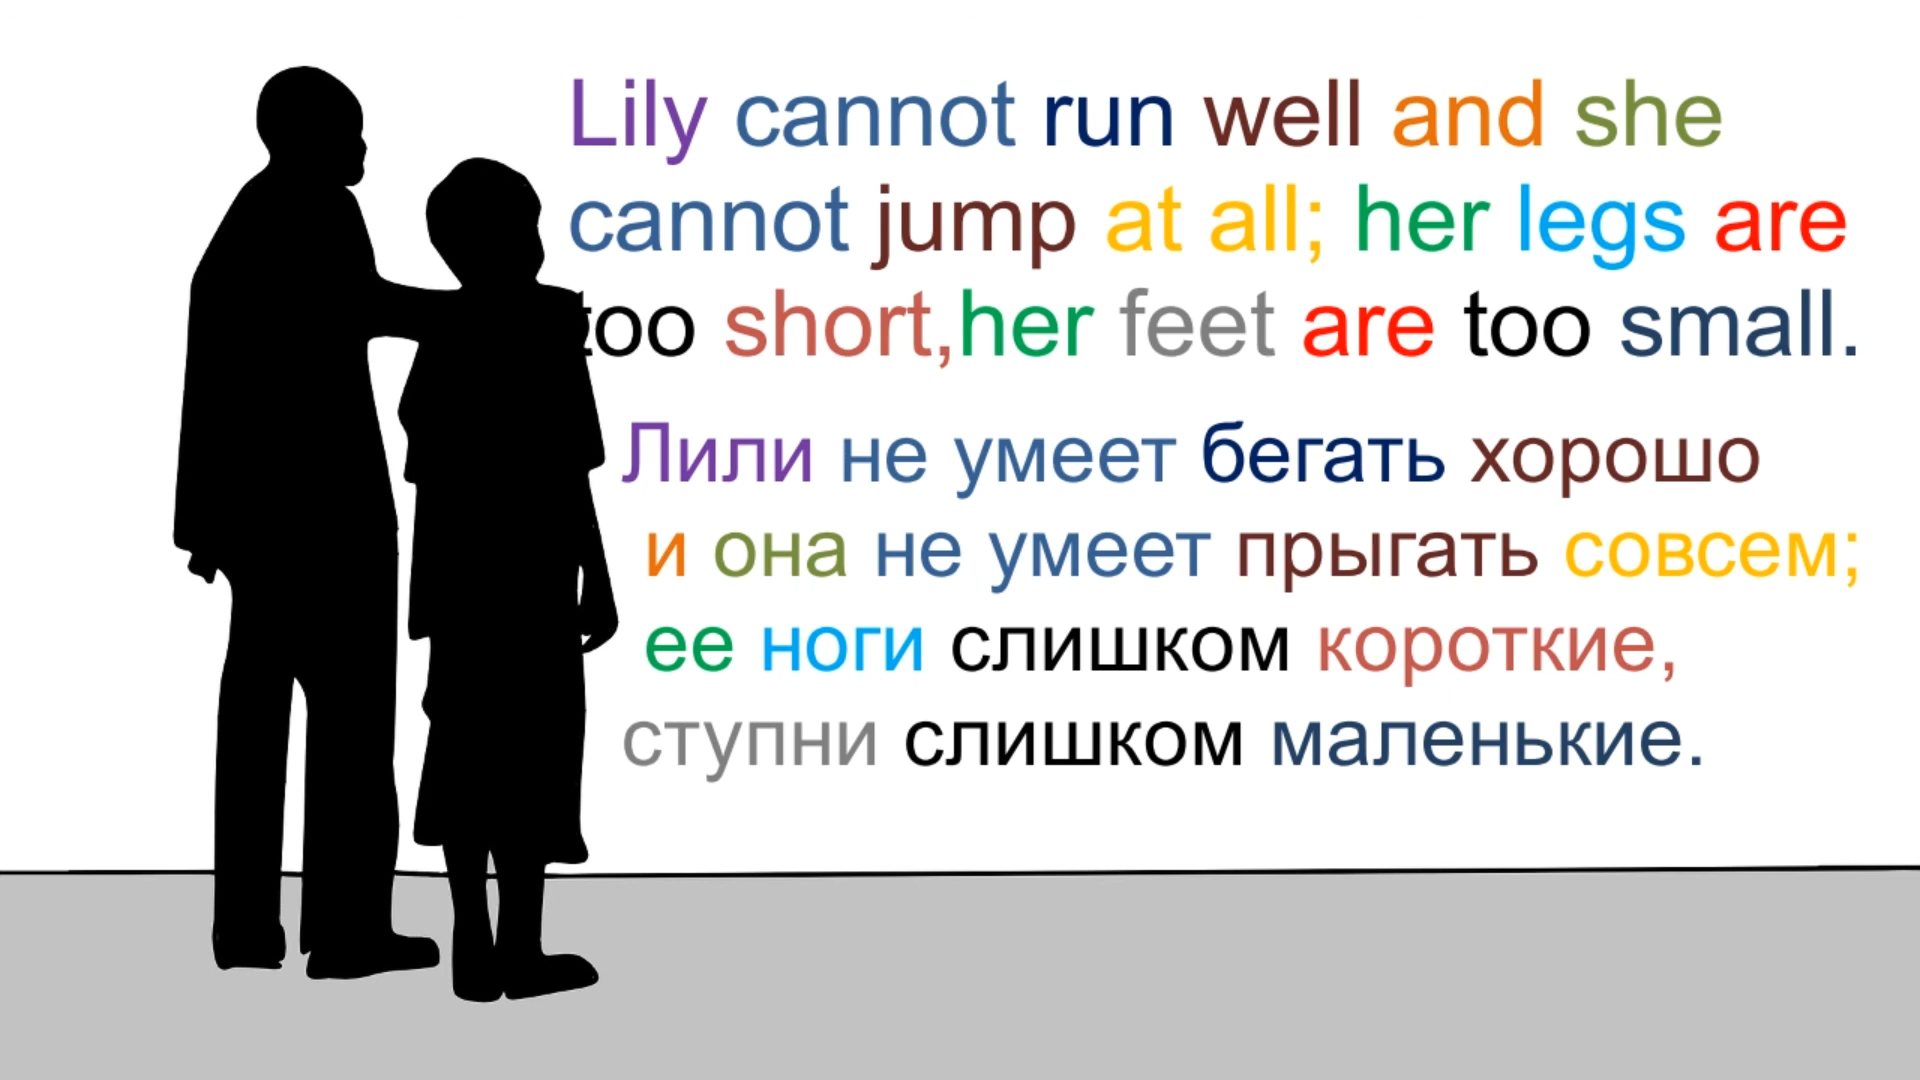 Lily cannot run well and she
cannot jump at all; her legs are
too short,her feet are too small.
Лили не умеет бегать хорошо
и она не умеет прыгать совсем;
ее ноги слишком короткие,
ступни слишком маленькие.